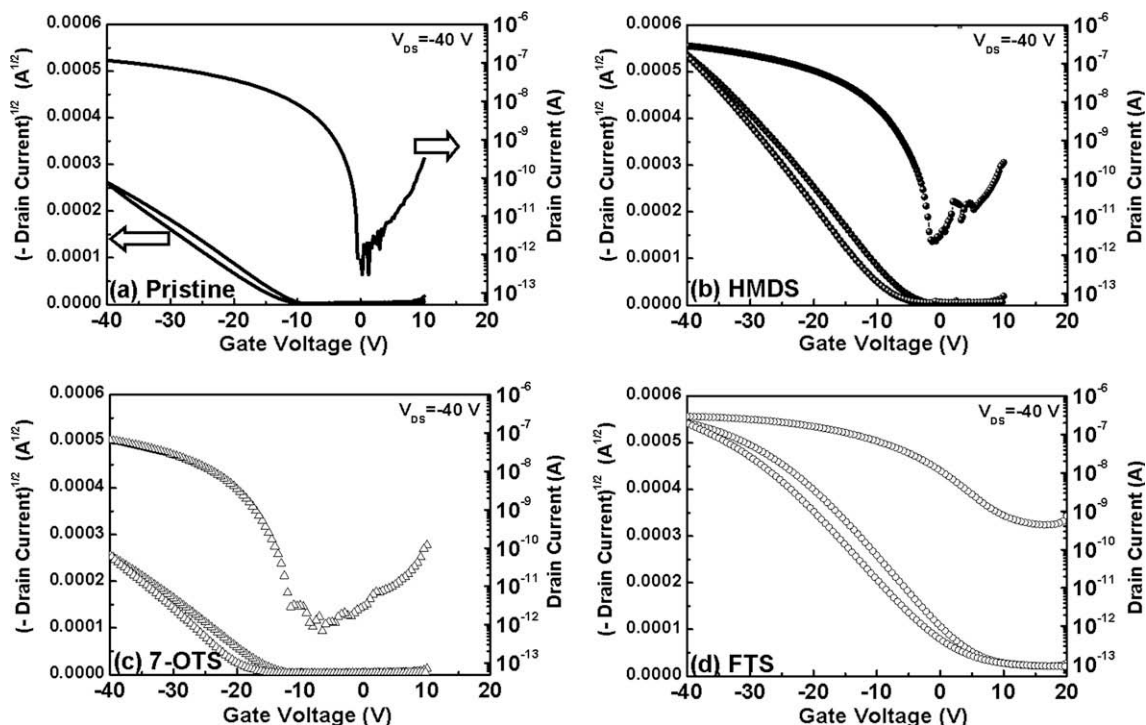 0.0006
0.0005
0.0004
0.0003
0.0002
0.0001
0.0000
(- Drain Current)1/2 (A1/2)
VDS=-40 V
(a) Pristine
10-6
10-7
10-8
10-9
10-10
10-11
10-12
10-13
Drain Current (A)
-40 -30 -20 -10 0 10 20
Gate Voltage (V)
0.0006
0.0005
0.0004
0.0003
0.0002
0.0001
0.0000
(- Drain Current)1/2 (A1/2)
VDS=-40 V
(b) HMDS
10-6
10-7
10-8
10-9
10-10
10-11
10-12
10-13
Drain Current (A)
-40 -30 -20 -10 0 10 20
Gate Voltage (V)
0.0006
0.0005
0.0004
0.0003
0.0002
0.0001
0.0000
(- Drain Current)1/2 (A1/2)
VDS=-40 V
(c) 7-OTS
10-6
10-7
10-8
10-9
10-10
10-11
10-12
10-13
Drain Current (A)
-40 -30 -20 -10 0 10 20
Gate Voltage (V)
0.0006
0.0005
0.0004
0.0003
0.0002
0.0001
0.0000
(- Drain Current)1/2 (A1/2)
VDS=-40 V
(d) FTS
10-6
10-7
10-8
10-9
10-10
10-11
10-12
10-13
Drain Current (A)
-40 -30 -20 -10 0 10 20
Gate Voltage (V)